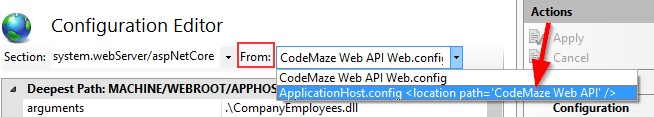 Configuration Editor
Section: system.webServer/aspNetCore From: CodeMaze Web API Web.config
CodeMaze Web API Web.config
ApplicationHost.config <location path='CodeMaze Web API' />
Deepest Path: MACHINE/WEBROOT/APPHOS
arguments .\CompanyEmployees.dll
Actions
Apply
Cancel
Configuration